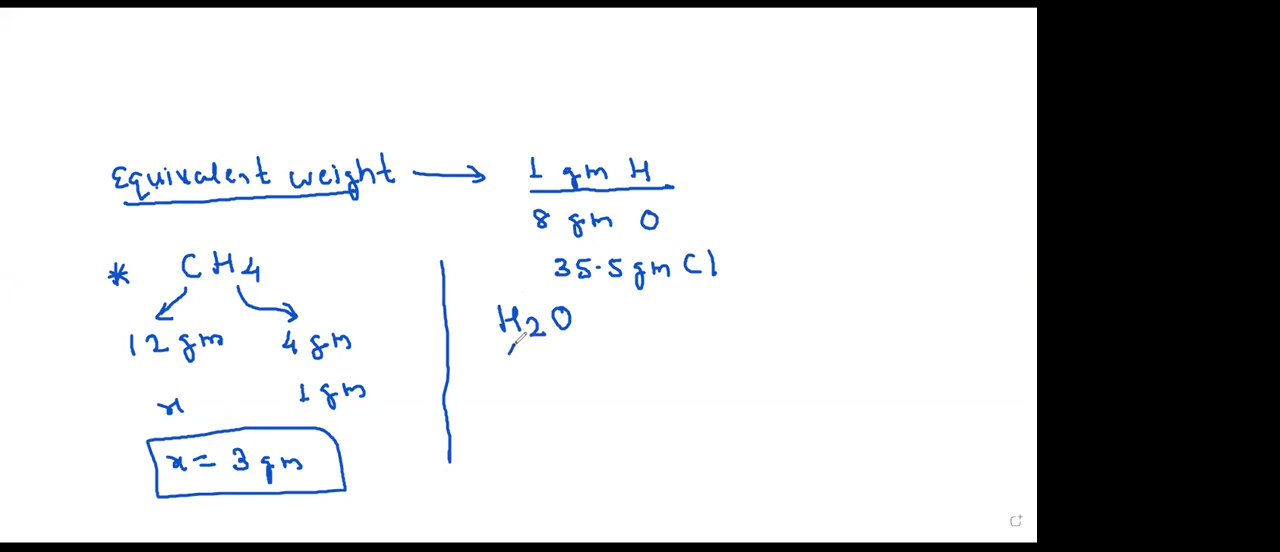 Equivalent weight → 1 gm H
8 gm O
35.5 gm Cl
* CH4
12 gm 4 gm
x 1 gm
x = 3 gm
H2O